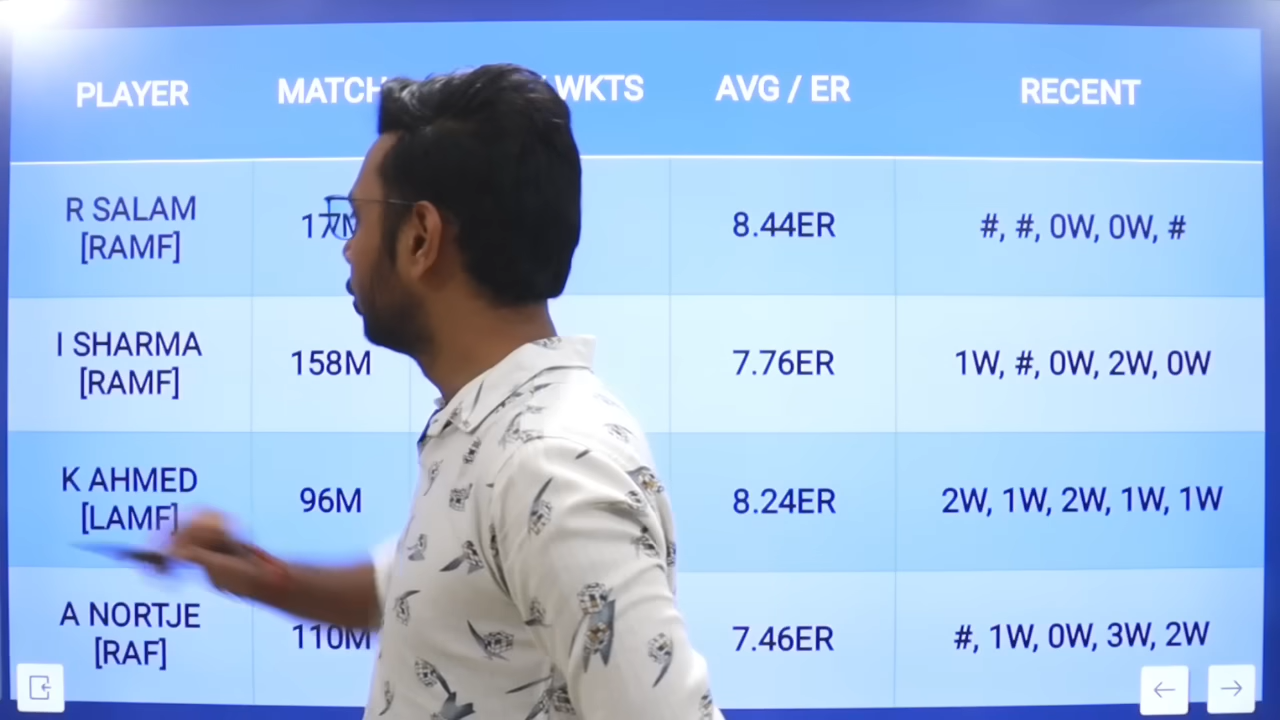 PLAYER MATCH WKTS AVG / ER RECENT
R SALAM
[RAMF]
17M 8.44ER #, #, 0W, 0W, #
I SHARMA
[RAMF]
158M 7.76ER 1W, #, 0W, 2W, 0W
K AHMED
[LAMF]
96M 8.24ER 2W, 1W, 2W, 1W, 1W
A NORTJE
[RAF]
110M 7.46ER #, 1W, 0W, 3W, 2W